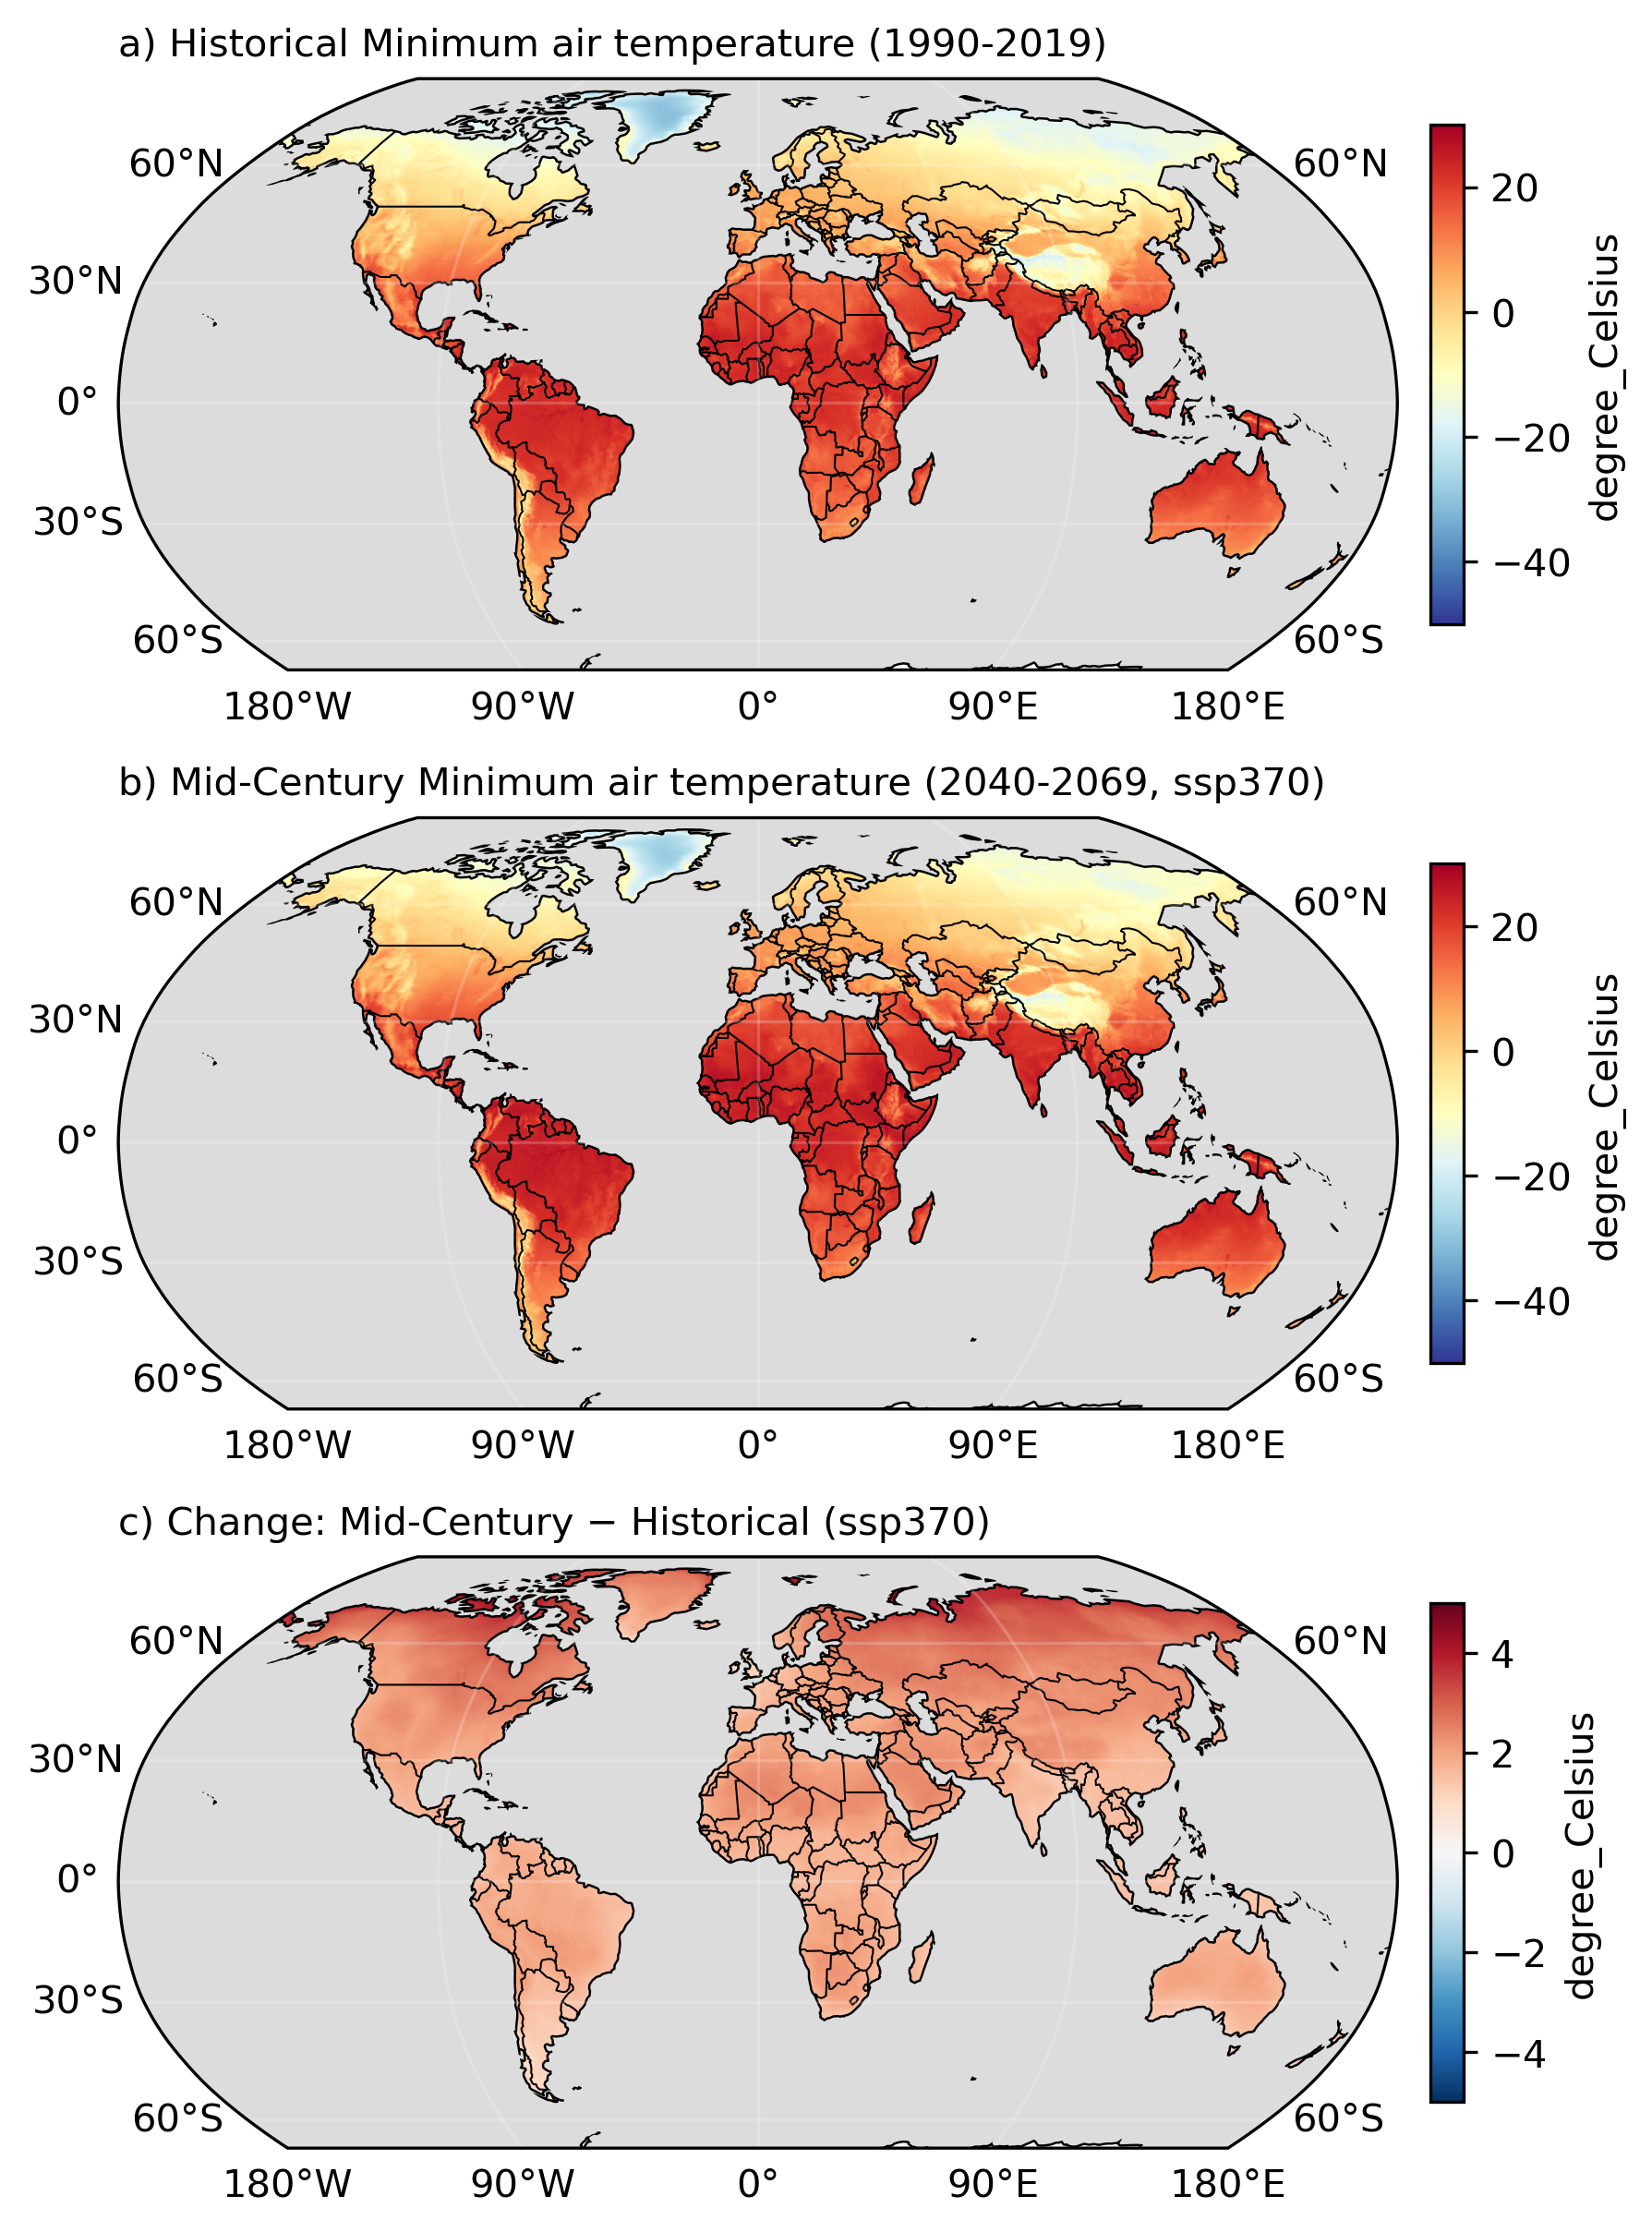 a) Historical Minimum air temperature (1990-2019)
60°N 60°N
30°N
0°
30°S
60°S 60°S
180°W 90°W 0° 90°E 180°E
20
0
−20
−40
degree_Celsius
b) Mid-Century Minimum air temperature (2040-2069, ssp370)
60°N 60°N
30°N
0°
30°S
60°S 60°S
180°W 90°W 0° 90°E 180°E
20
0
−20
−40
degree_Celsius
c) Change: Mid-Century − Historical (ssp370)
60°N 60°N
30°N
0°
30°S
60°S 60°S
180°W 90°W 0° 90°E 180°E
4
2
0
−2
−4
degree_Celsius